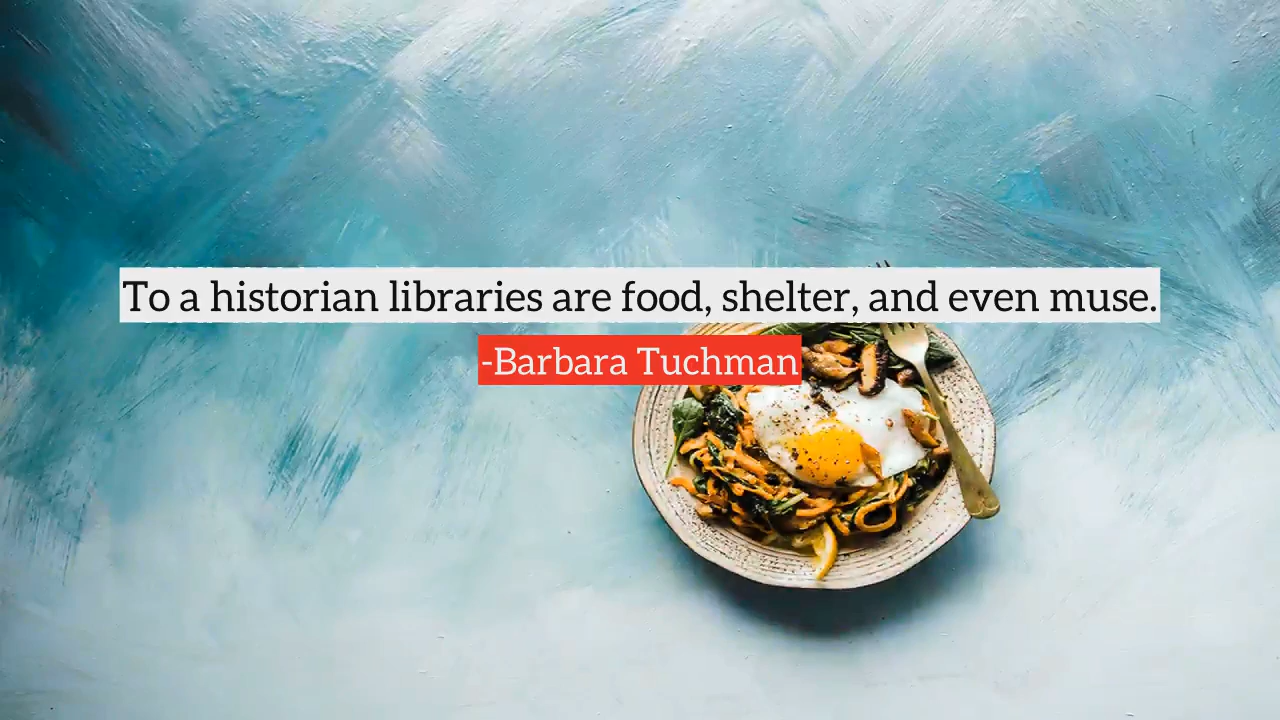 To a historian libraries are food, shelter, and even muse.
-Barbara Tuchman